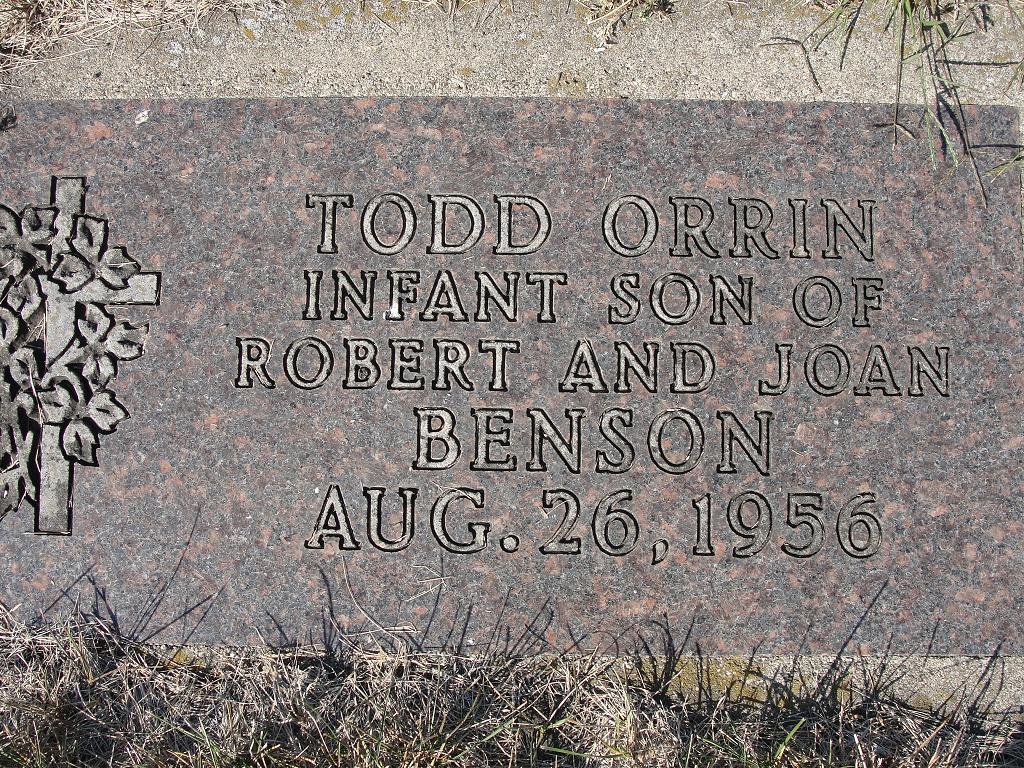 TODD ORRIN
INFANT SON OF
ROBERT AND JOAN
BENSON
AUG. 26, 1956